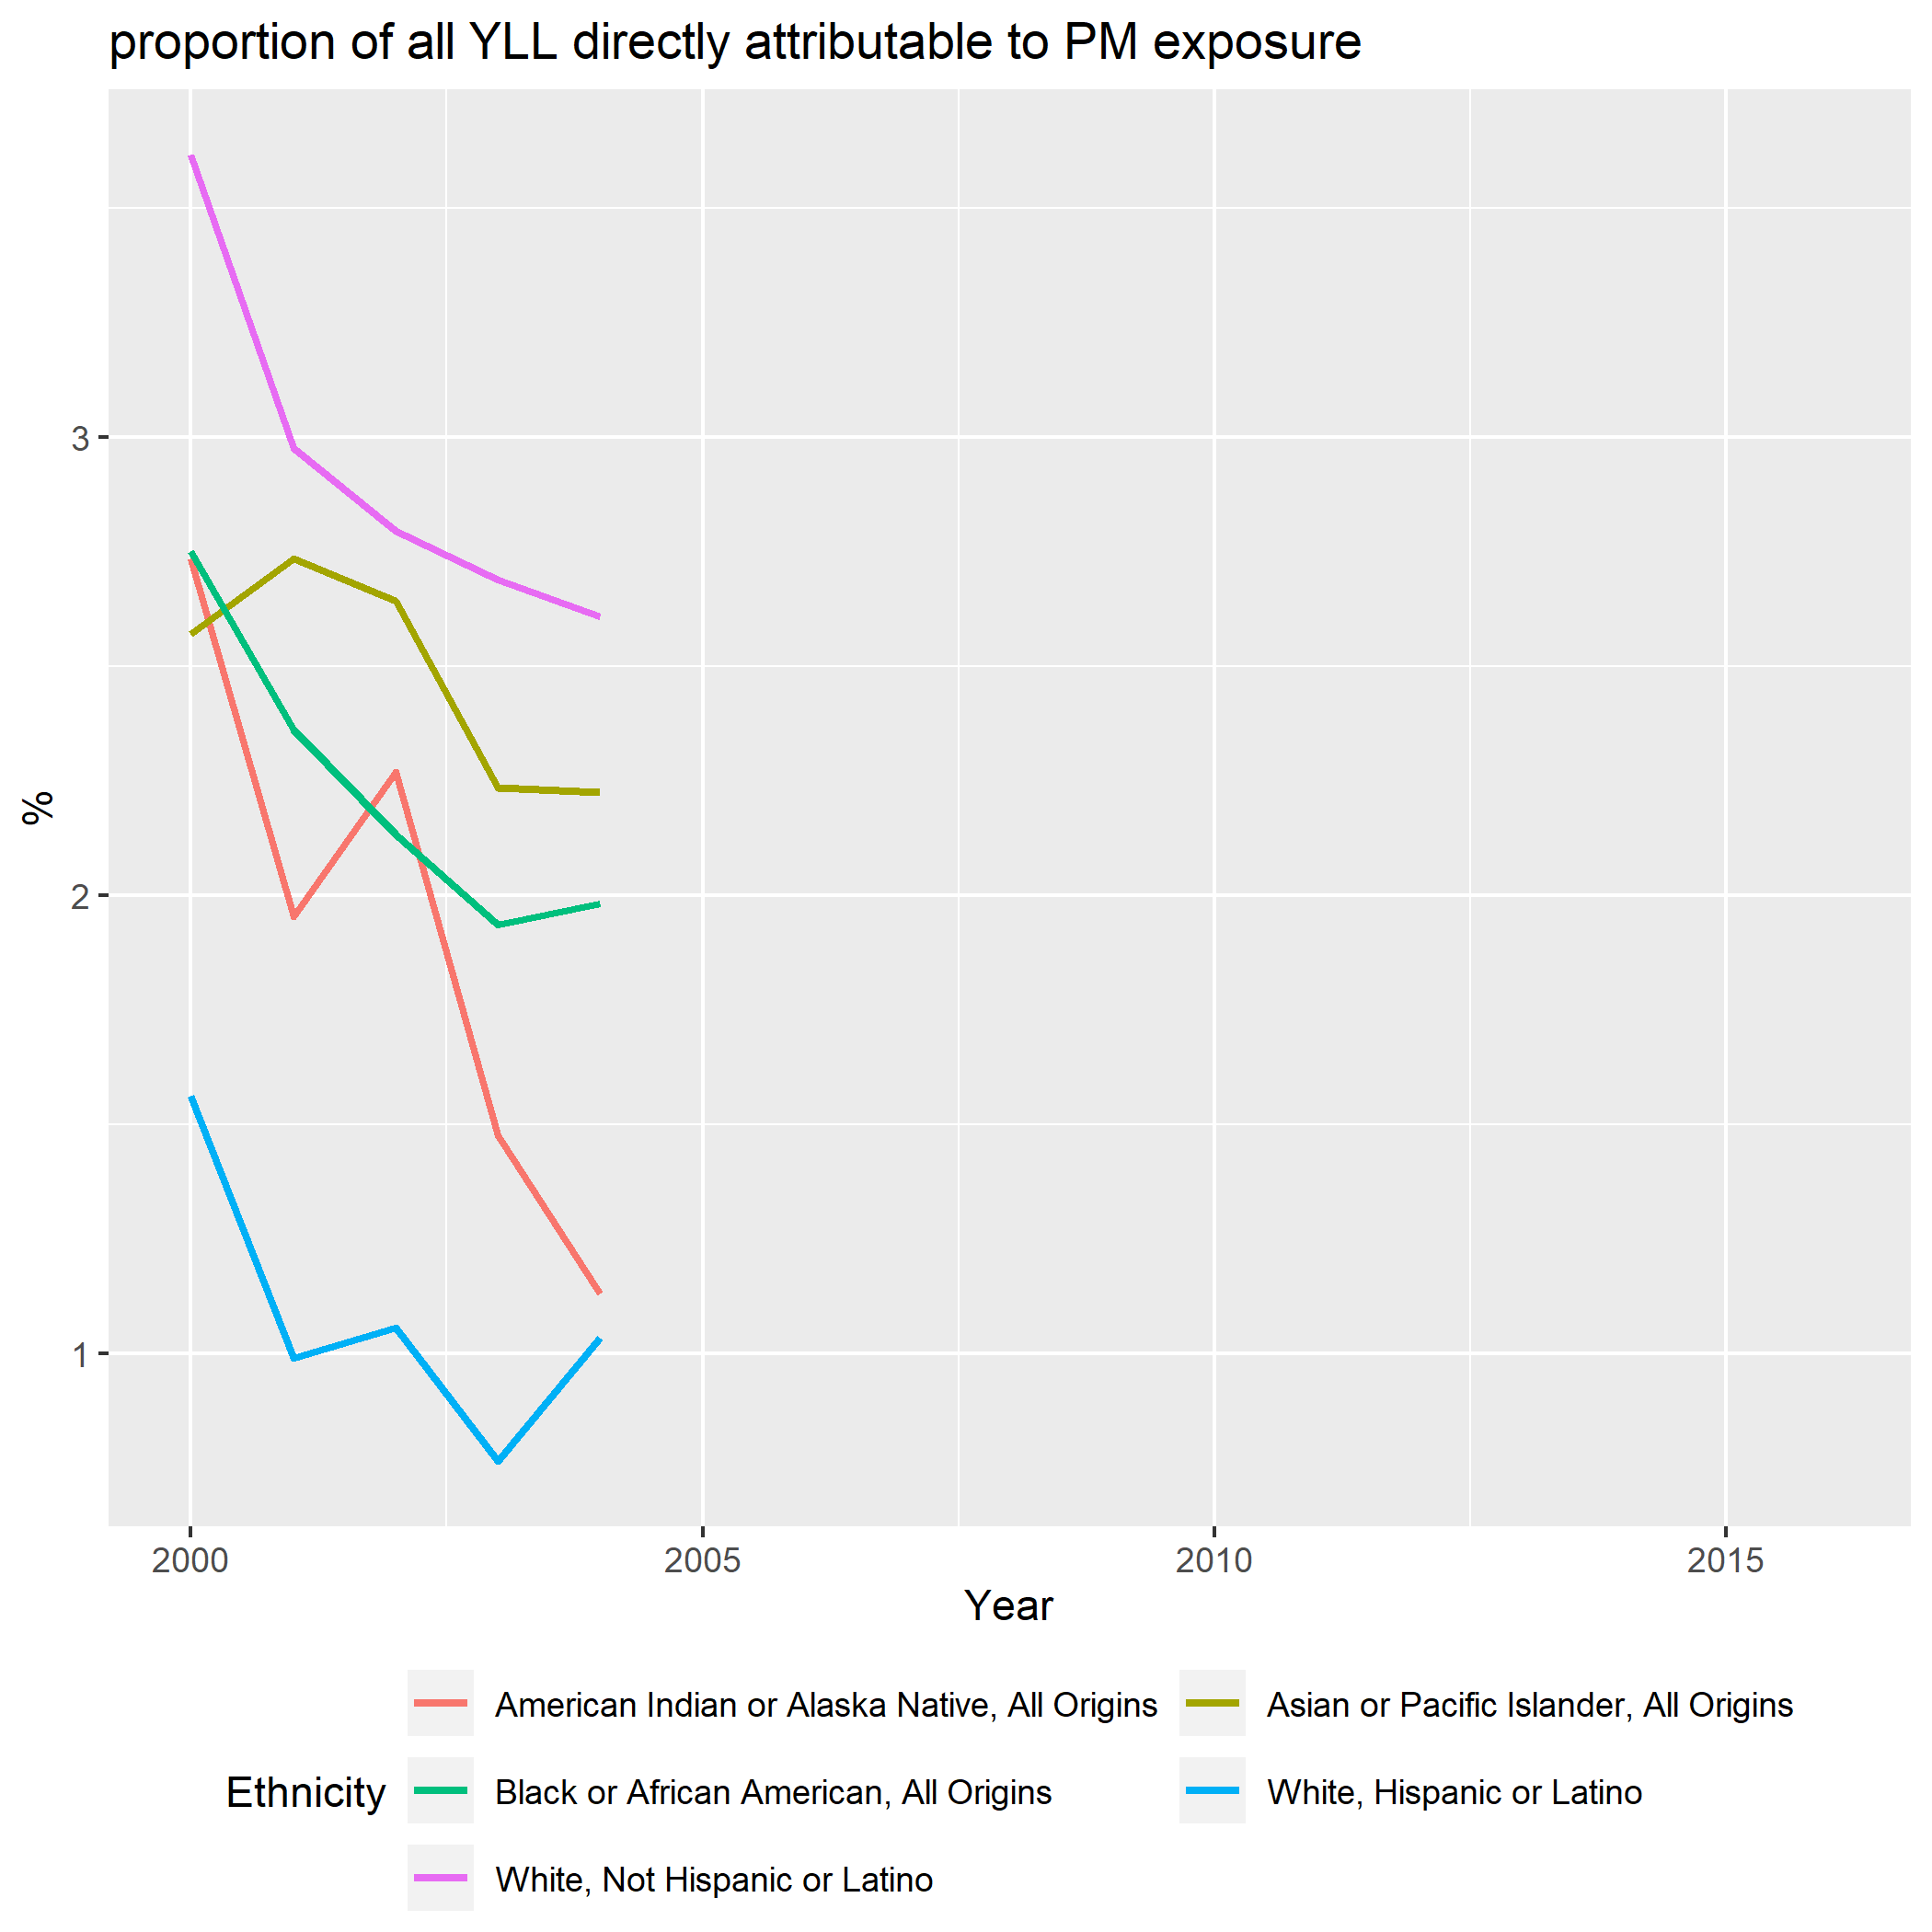 proportion of all YLL directly attributable to PM exposure
3
2
1
%
2000 2005 2010 2015
Year
Ethnicity
American Indian or Alaska Native, All Origins
Asian or Pacific Islander, All Origins
Black or African American, All Origins
White, Hispanic or Latino
White, Not Hispanic or Latino